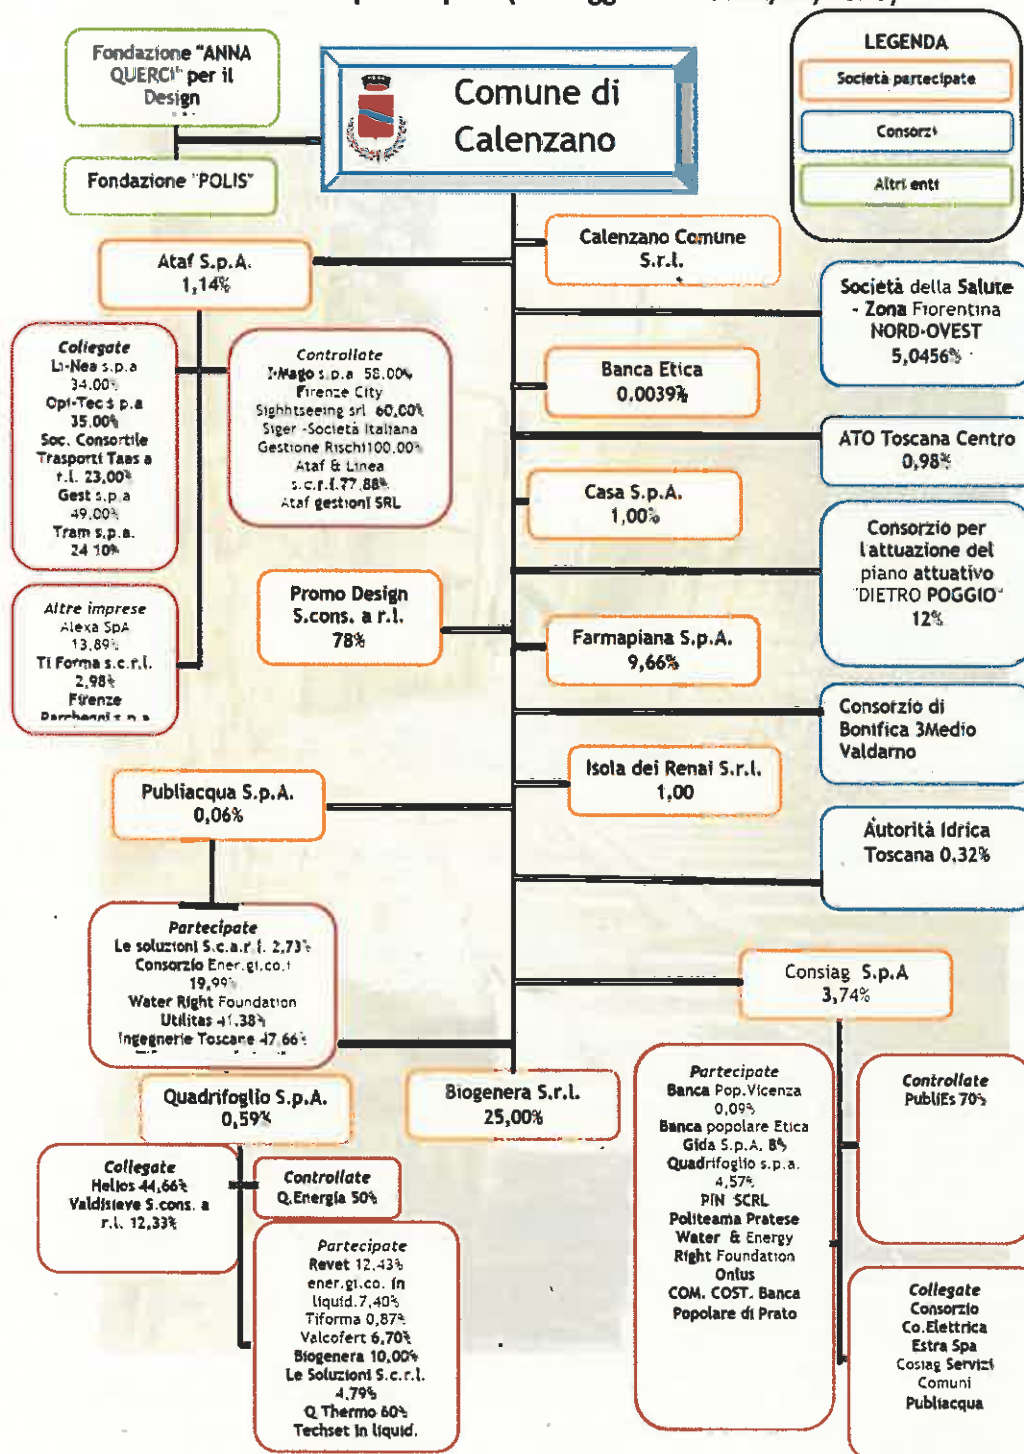 Fondazione "ANNA
QUERCI" per il
Design
Comune di
Calenzano
LEGENDA
Società partecipate
Consorzi
Altri enti
Fondazione "POLIS"
Ataf S.p.A.
1,14%
Calenzano Comune
S.r.l.
Società della Salute
- Zona Fiorentina
NORD-OVEST
5,0456%
Collegate
Li-Nea s.p.a
34.00%
Opt-Tec s p.a
35.00%
Soc. Consortile
Trasporti Taas a
r.l. 23,00%
Gest s.p.a
49.00%
Tram s.p.a.
24 10%
Controllate
I-Mago s.p.a 58.00%
Firenze City
Sighhtseeing srl 60,00%
Siger -Società Italiana
Gestione Rischi100.00%
Ataf & Linea
s.c.r.l.77.88%
Ataf gestioni SRL
Banca Etica
0,0039%
ATO Toscana Centro
0,98%
Casa S.p.A.
1,00%
Consorzio per
l'attuazione del
piano attuativo
"DIETRO POGGIO"
12%
Promo Design
S.cons. a r.l.
78%
Altre imprese
Alexa SpA
13,89%
Ti Forma s.c.r.l.
2,98%
Firenze
Parcheggi s.p.a
Farmapiana S.p.A.
9,66%
Consorzio di
Bonifica 3Medio
Valdarno
Isola dei Renai S.r.l.
1,00
Publiacqua S.p.A.
0,06%
Autorità Idrica
Toscana 0,32%
Partecipate
Le soluzioni S.c.a.r.l. 2,73%
Consorzio Ener.gi.co.
19,99%
Water Right Foundation
Utilitas 41,38%
Ingegnerie Toscane 47,66%
Consiag S.p.A
3,74%
Quadrifoglio S.p.A.
0,59%
Biogenera S.r.l.
25,00%
Partecipate
Banca Pop.Vicenza
0,09%
Banca popolare Etica
Gida S.p.A. 8%
Quadrifoglio s.p.a.
4,57%
PIN SCRL
Politeama Pratese
Water & Energy
Right Foundation
Onlus
COM. COST. Banca
Popolare di Prato
Controllate
PubliEs 70%
Collegate
Helios 44,66%
Valdisieve S.cons. a
r.l. 12,33%
Controllate
Q.Energia 50%
Partecipate
Revet 12,43%
ener.gi.co. in
liquid.7,40%
Tiforma 0,87%
Valcofert 6,70%
Biogenera 10,00%
Le Soluzioni S.c.r.l.
4,79%
Q Thermo 60%
Techset in liquid.
Collegate
Consorzio
Co.Elettrica
Estra Spa
Cosiag Servizi
Comuni
Publiacqua